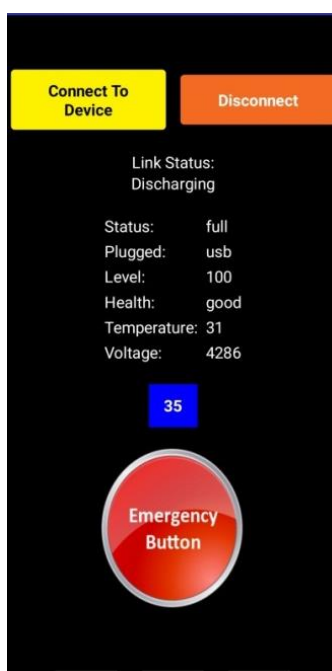 Connect To
Device
Disconnect
Link Status:
Discharging
Status: full
Plugged: usb
Level: 100
Health: good
Temperature: 31
Voltage: 4286
35
Emergency
Button